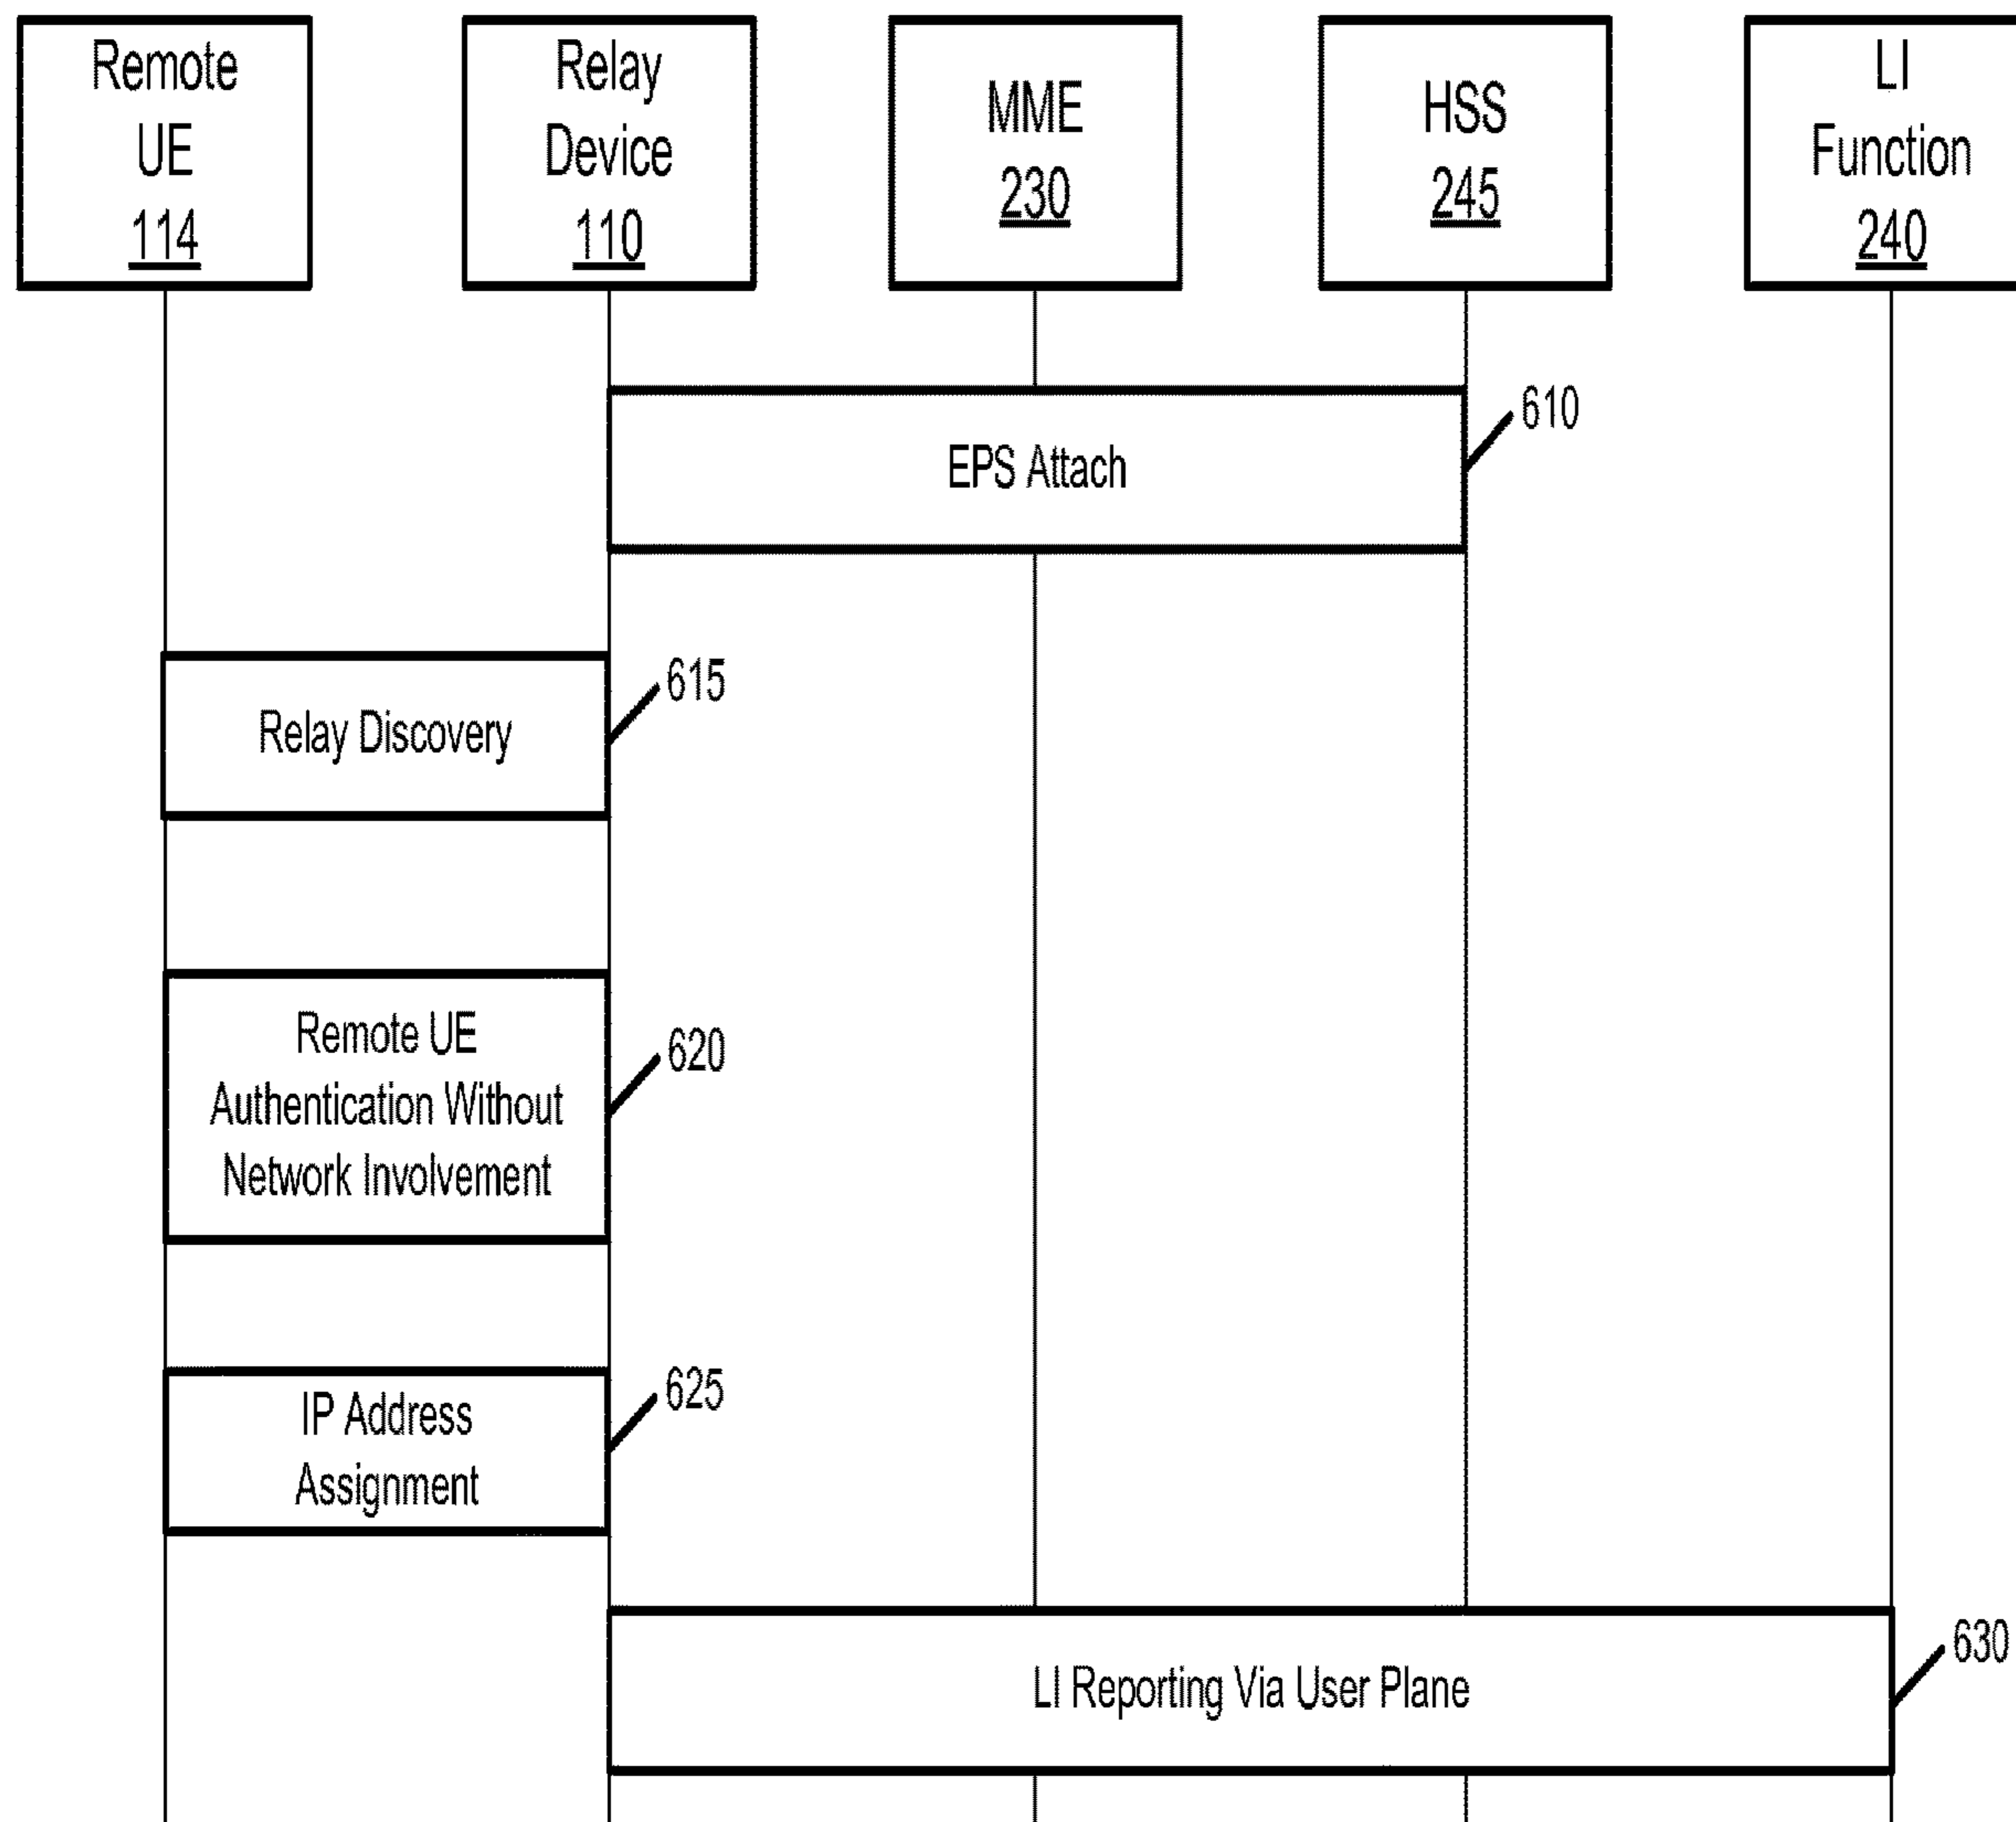 Remote
UE
114
Relay
Device
110
MME
230
HSS
245
LI
Function
240
EPS Attach
610
Relay Discovery
615
Remote UE
Authentication Without
Network Involvement
620
IP Address
Assignment
625
LI Reporting Via User Plane
630